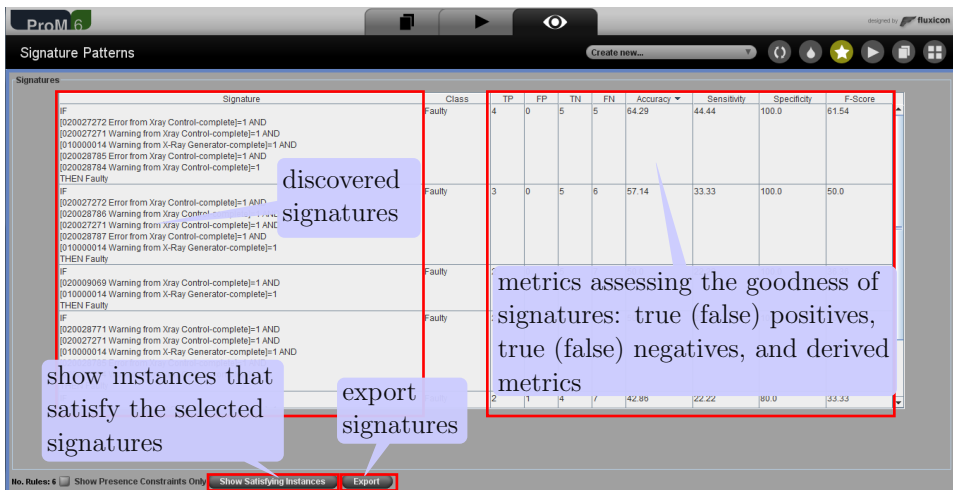 ProM 6
designed by fluxicon
Signature Patterns
Create new...
Signatures
Signature Class TP FP TN FN Accuracy Sensitivity Specificity F-Score
IF Faulty 4 0 5 5 64.29 44.44 100.0 61.54
[020027272 Error from Xray Control-complete]=1 AND
[020027271 Warning from Xray Control-complete]=1 AND
[010000014 Warning from X-Ray Generator-complete]=1 AND
[020028785 Error from Xray Control-complete]=1 AND
[020028784 Warning from Xray Control-complete]=1
THEN Faulty
IF Faulty 3 0 5 6 57.14 33.33 100.0 50.0
[020027272 Error from Xray Control-complete]=1 AND
[020028786 Warning from Xray Control-complete]=1 AND
[020027271 Warning from Xray Control-complete]=1 AND
[020028787 Error from Xray Control-complete]=1 AND
[010000014 Warning from X-Ray Generator-complete]=1
THEN Faulty
IF Faulty
[020009069 Warning from Xray Control-complete]=1 AND
[010000014 Warning from X-Ray Generator-complete]=1
THEN Faulty
IF Faulty
[020028771 Warning from Xray Control-complete]=1 AND
[020027271 Warning from Xray Control-complete]=1 AND
[010000014 Warning from X-Ray Generator-complete]=1 AND
2 1 4 7 42.86 22.22 80.0 33.33
discovered
signatures
metrics assessing the goodness of
signatures: true (false) positives,
true (false) negatives, and derived
metrics
show instances that
satisfy the selected
signatures
export
signatures
No. Rules: 6 Show Presence Constraints Only Show Satisfying Instances Export